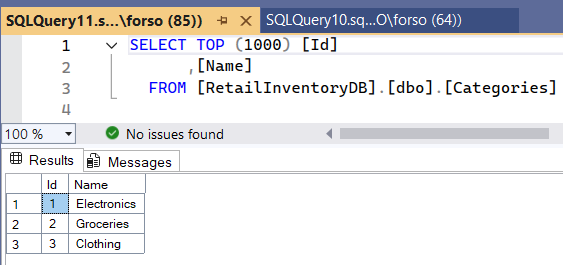 SQLQuery11.s...\forso (85)) SQLQuery10.sq...O\forso (64))
1 SELECT TOP (1000) [Id]
2 ,[Name]
3 FROM [RetailInventoryDB].[dbo].[Categories]
4
100 % No issues found
Results Messages
Id Name
1 1 Electronics
2 2 Groceries
3 3 Clothing